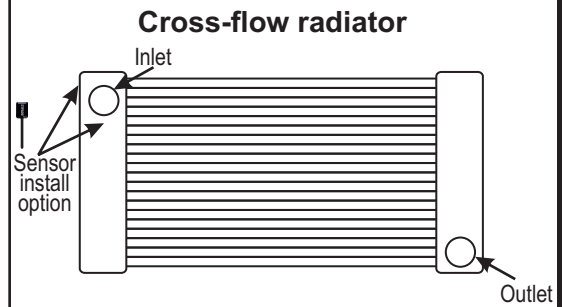 Cross-flow radiator
Inlet
Sensor
install
option
Outlet